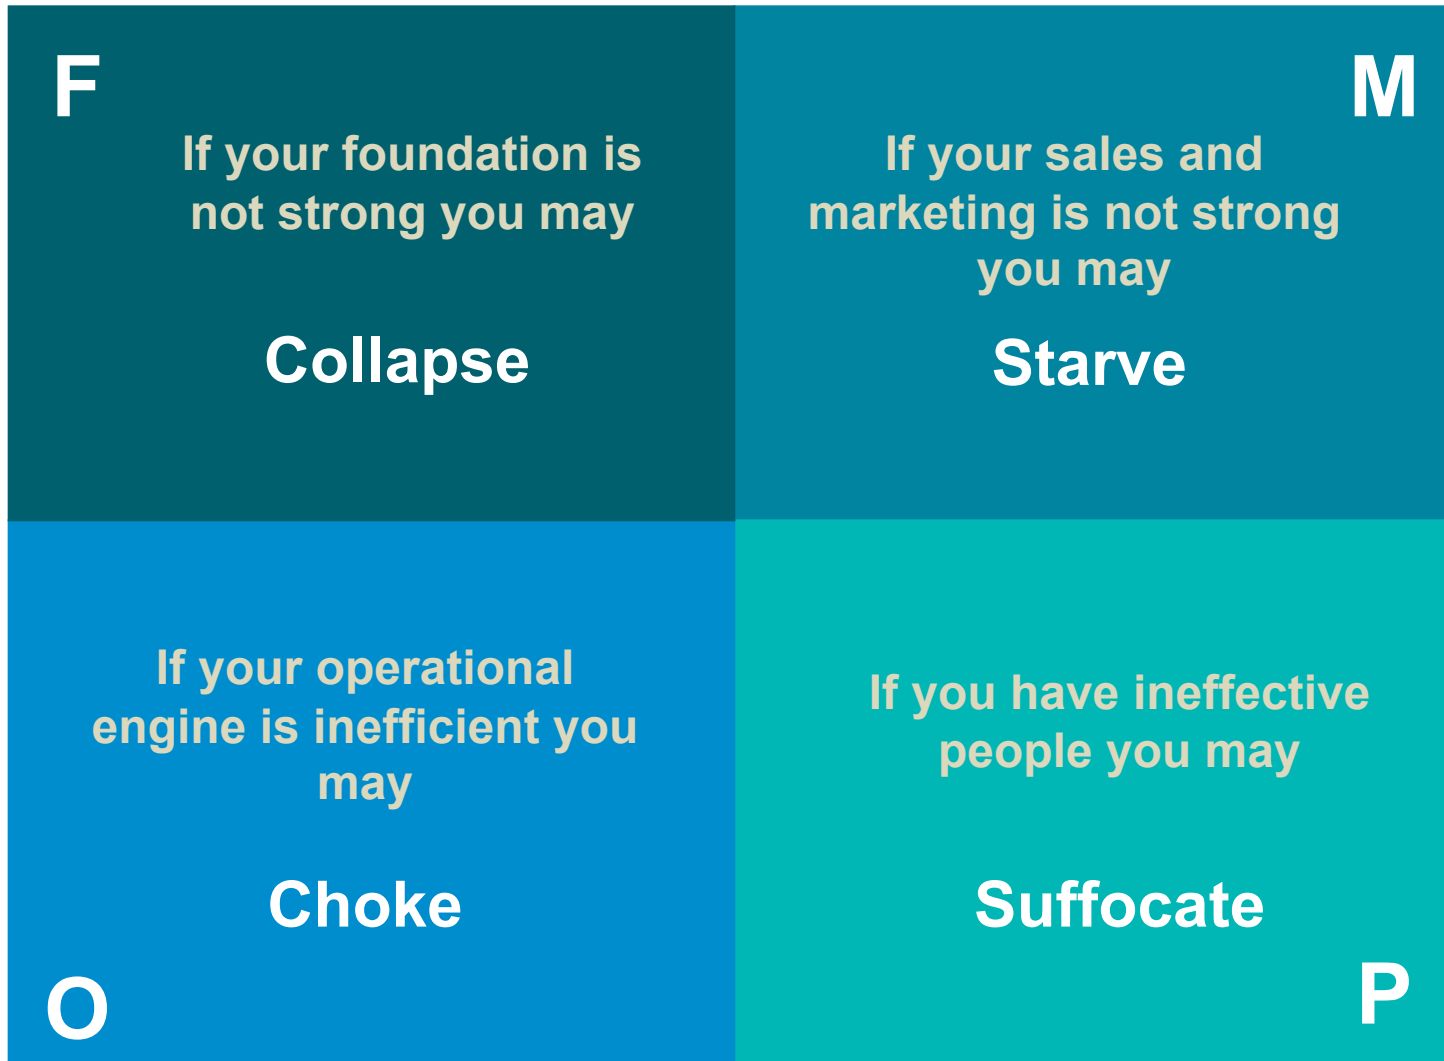 F
If your foundation is
not strong you may
Collapse
M
If your sales and
marketing is not strong
you may
Starve
If your operational
engine is inefficient you
may
Choke
O
If you have ineffective
people you may
Suffocate
P